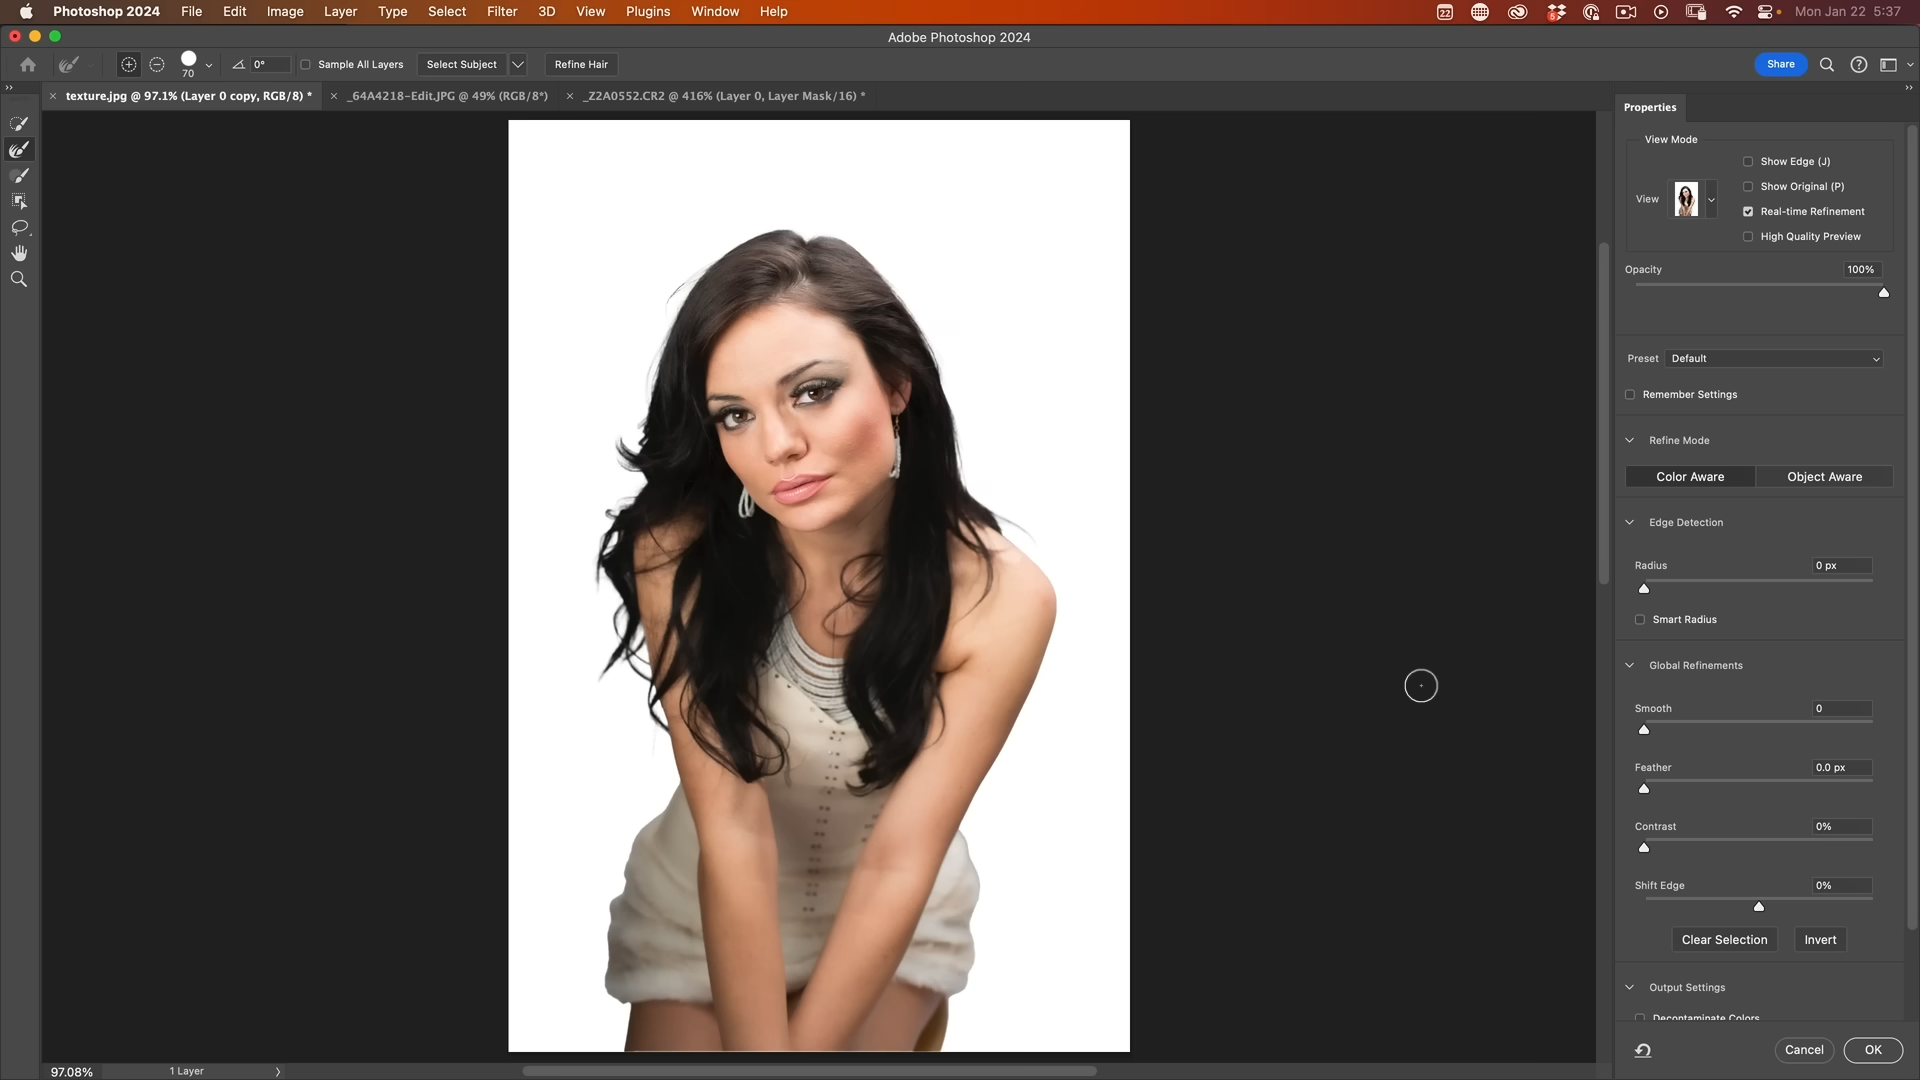 Photoshop 2024 File Edit Image Layer Type Select Filter 3D View Plugins Window Help 22 5 Mon Jan 22 5:37
Adobe Photoshop 2024
70 0° Sample All Layers Select Subject Refine Hair Share
texture.jpg @ 97.1% (Layer 0 copy, RGB/8) * _64A4218-Edit.JPG @ 49% (RGB/8*) _Z2A0552.CR2 @ 416% (Layer 0, Layer Mask/16) *
Properties
View Mode
Show Edge (J)
Show Original (P)
View
Real-time Refinement
High Quality Preview
Opacity 100%
Preset Default
Remember Settings
Refine Mode
Color Aware Object Aware
Edge Detection
Radius 0 px
Smart Radius
Global Refinements
Smooth 0
Feather 0.0 px
Contrast 0%
Shift Edge 0%
Clear Selection Invert
Output Settings
Decontaminate Colors
Cancel OK
97.08% 1 Layer